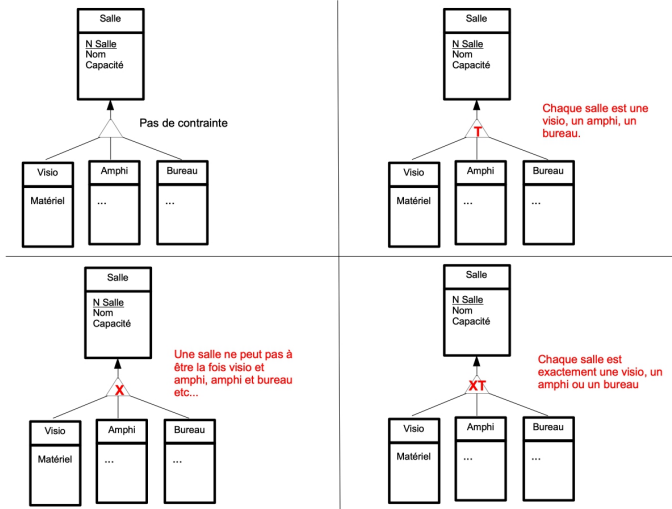 Salle
N Salle
Nom
Capacité
Pas de contrainte
Visio
Amphi
Bureau
Matériel
...
...
Salle
N Salle
Nom
Capacité
T
Chaque salle est une
visio, un amphi, un
bureau.
Visio
Amphi
Bureau
Matériel
...
...
Salle
N Salle
Nom
Capacité
X
Une salle ne peut pas à
être la fois visio et
amphi, amphi et bureau
etc...
Visio
Amphi
Bureau
Matériel
...
...
Salle
N Salle
Nom
Capacité
XT
Chaque salle est
exactement une visio, un
amphi ou un bureau
Visio
Amphi
Bureau
Matériel
...
...